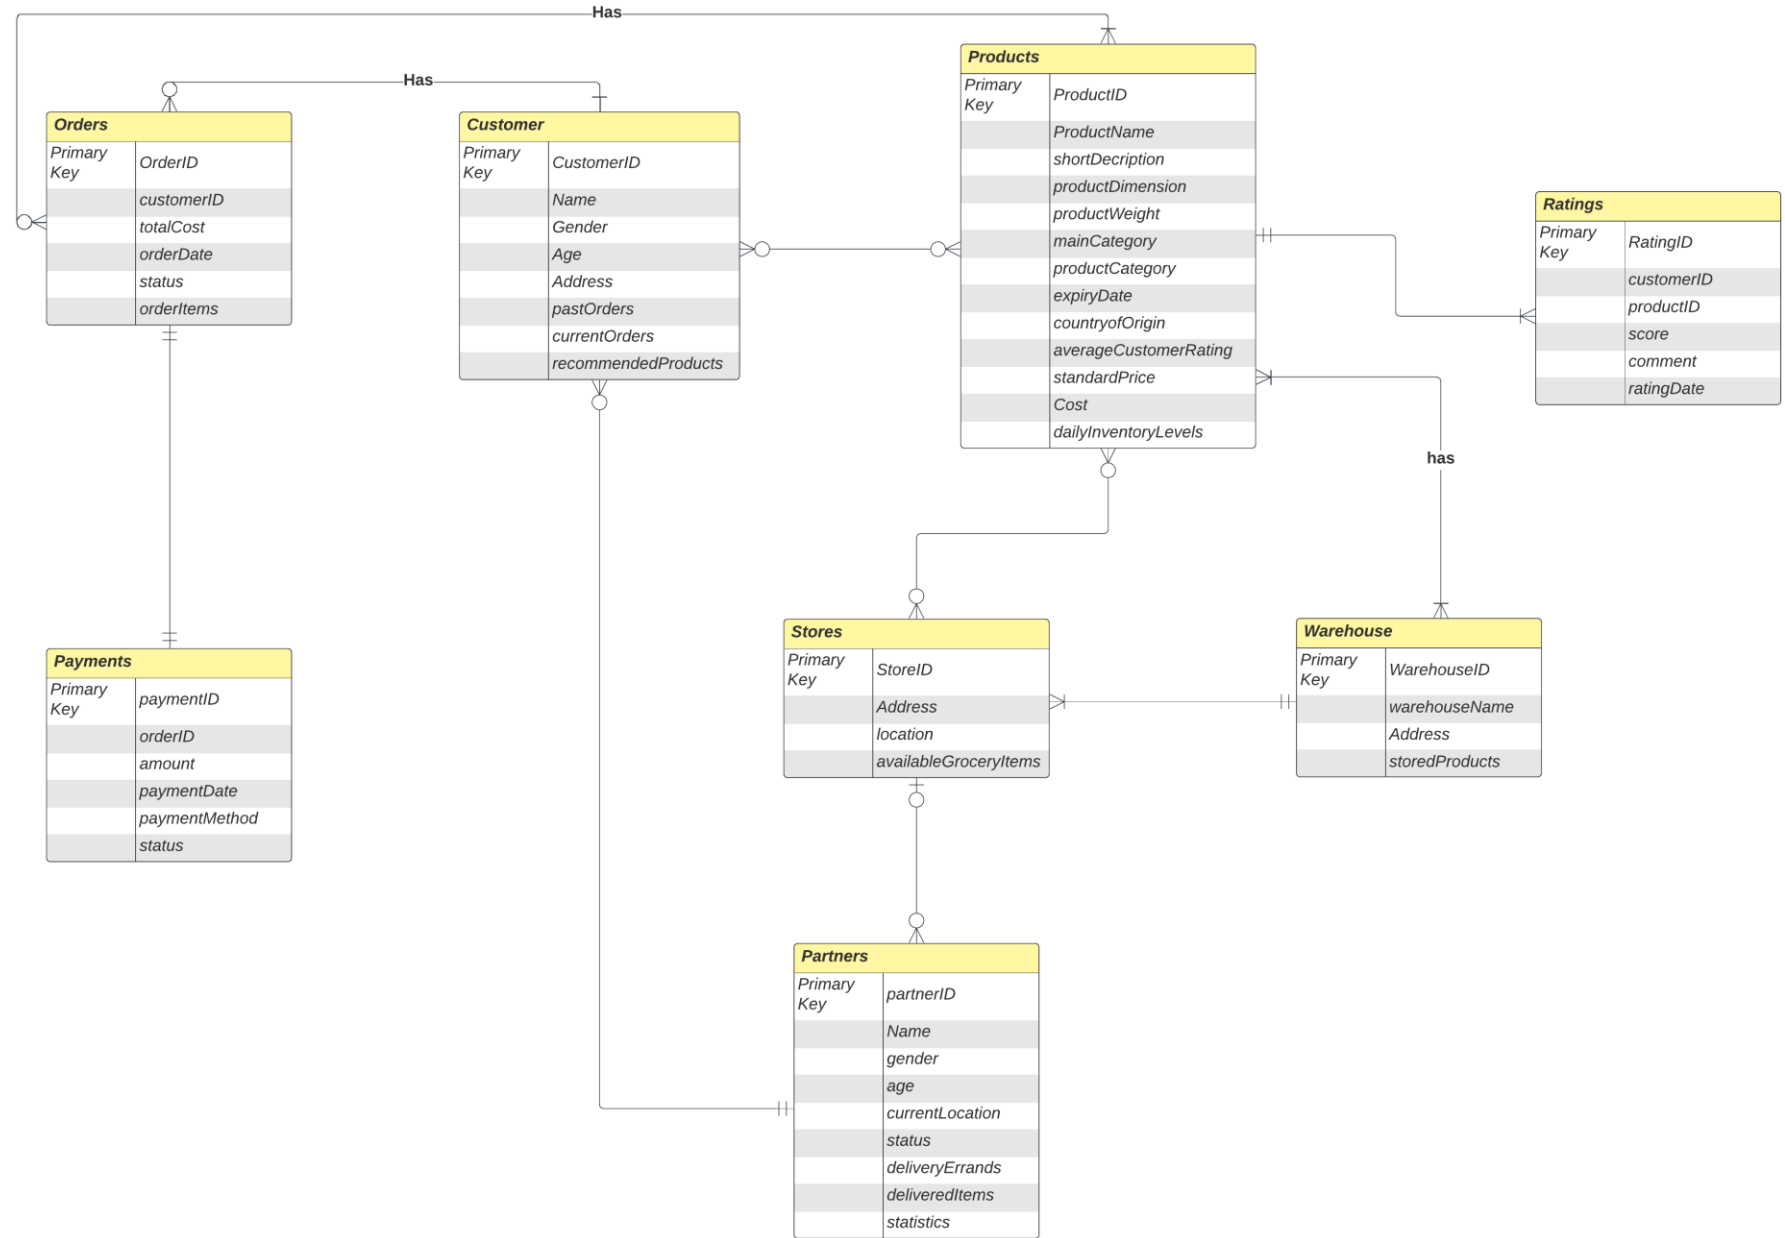 Has
Has
Products
Primary Key
ProductID
ProductName
shortDecription
productDimension
productWeight
mainCategory
productCategory
expiryDate
countryofOrigin
averageCustomerRating
standardPrice
Cost
dailyInventoryLevels
Orders
Primary Key
OrderID
customerID
totalCost
orderDate
status
orderItems
Customer
Primary Key
CustomerID
Name
Gender
Age
Address
pastOrders
currentOrders
recommendedProducts
Ratings
Primary Key
RatingID
customerID
productID
score
comment
ratingDate
has
Payments
Primary Key
paymentID
orderID
amount
paymentDate
paymentMethod
status
Stores
Primary Key
StoreID
Address
location
availableGroceryItems
Warehouse
Primary Key
WarehouseID
warehouseName
Address
storedProducts
Partners
Primary Key
partnerID
Name
gender
age
currentLocation
status
deliveryErrands
deliveredItems
statistics